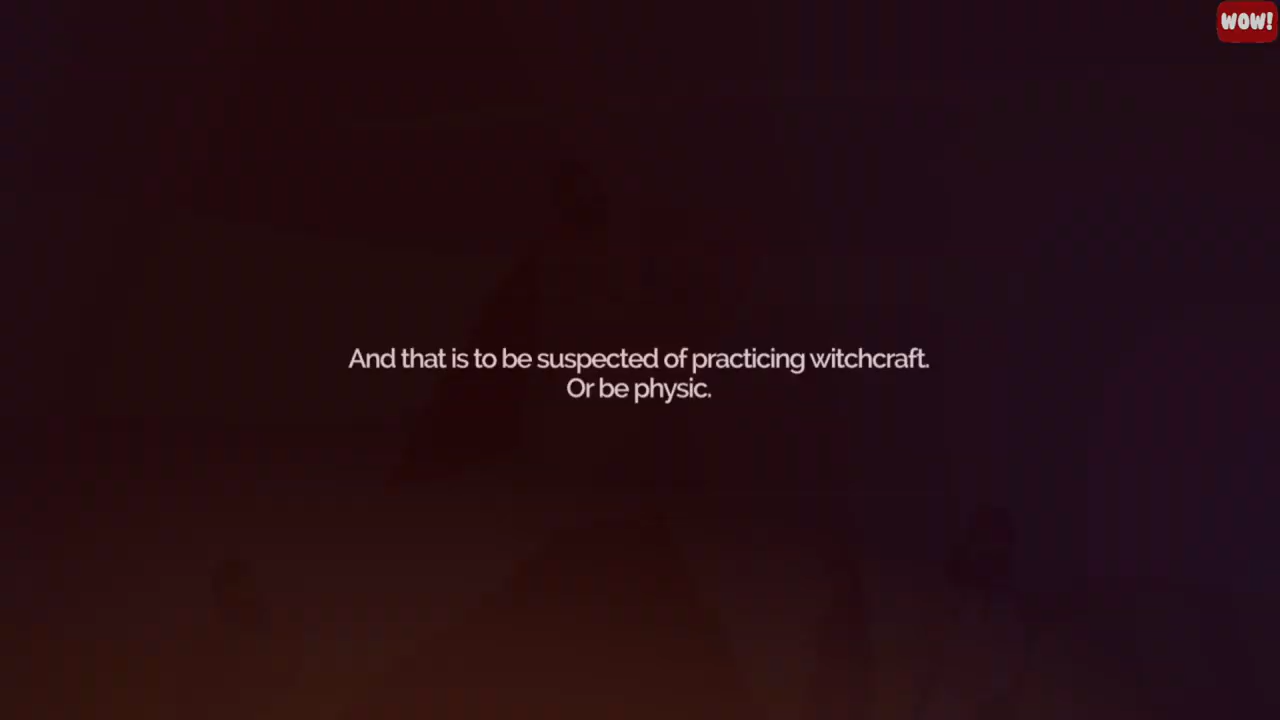 WOW!
And that is to be suspected of practicing witchcraft.
Or be physic.